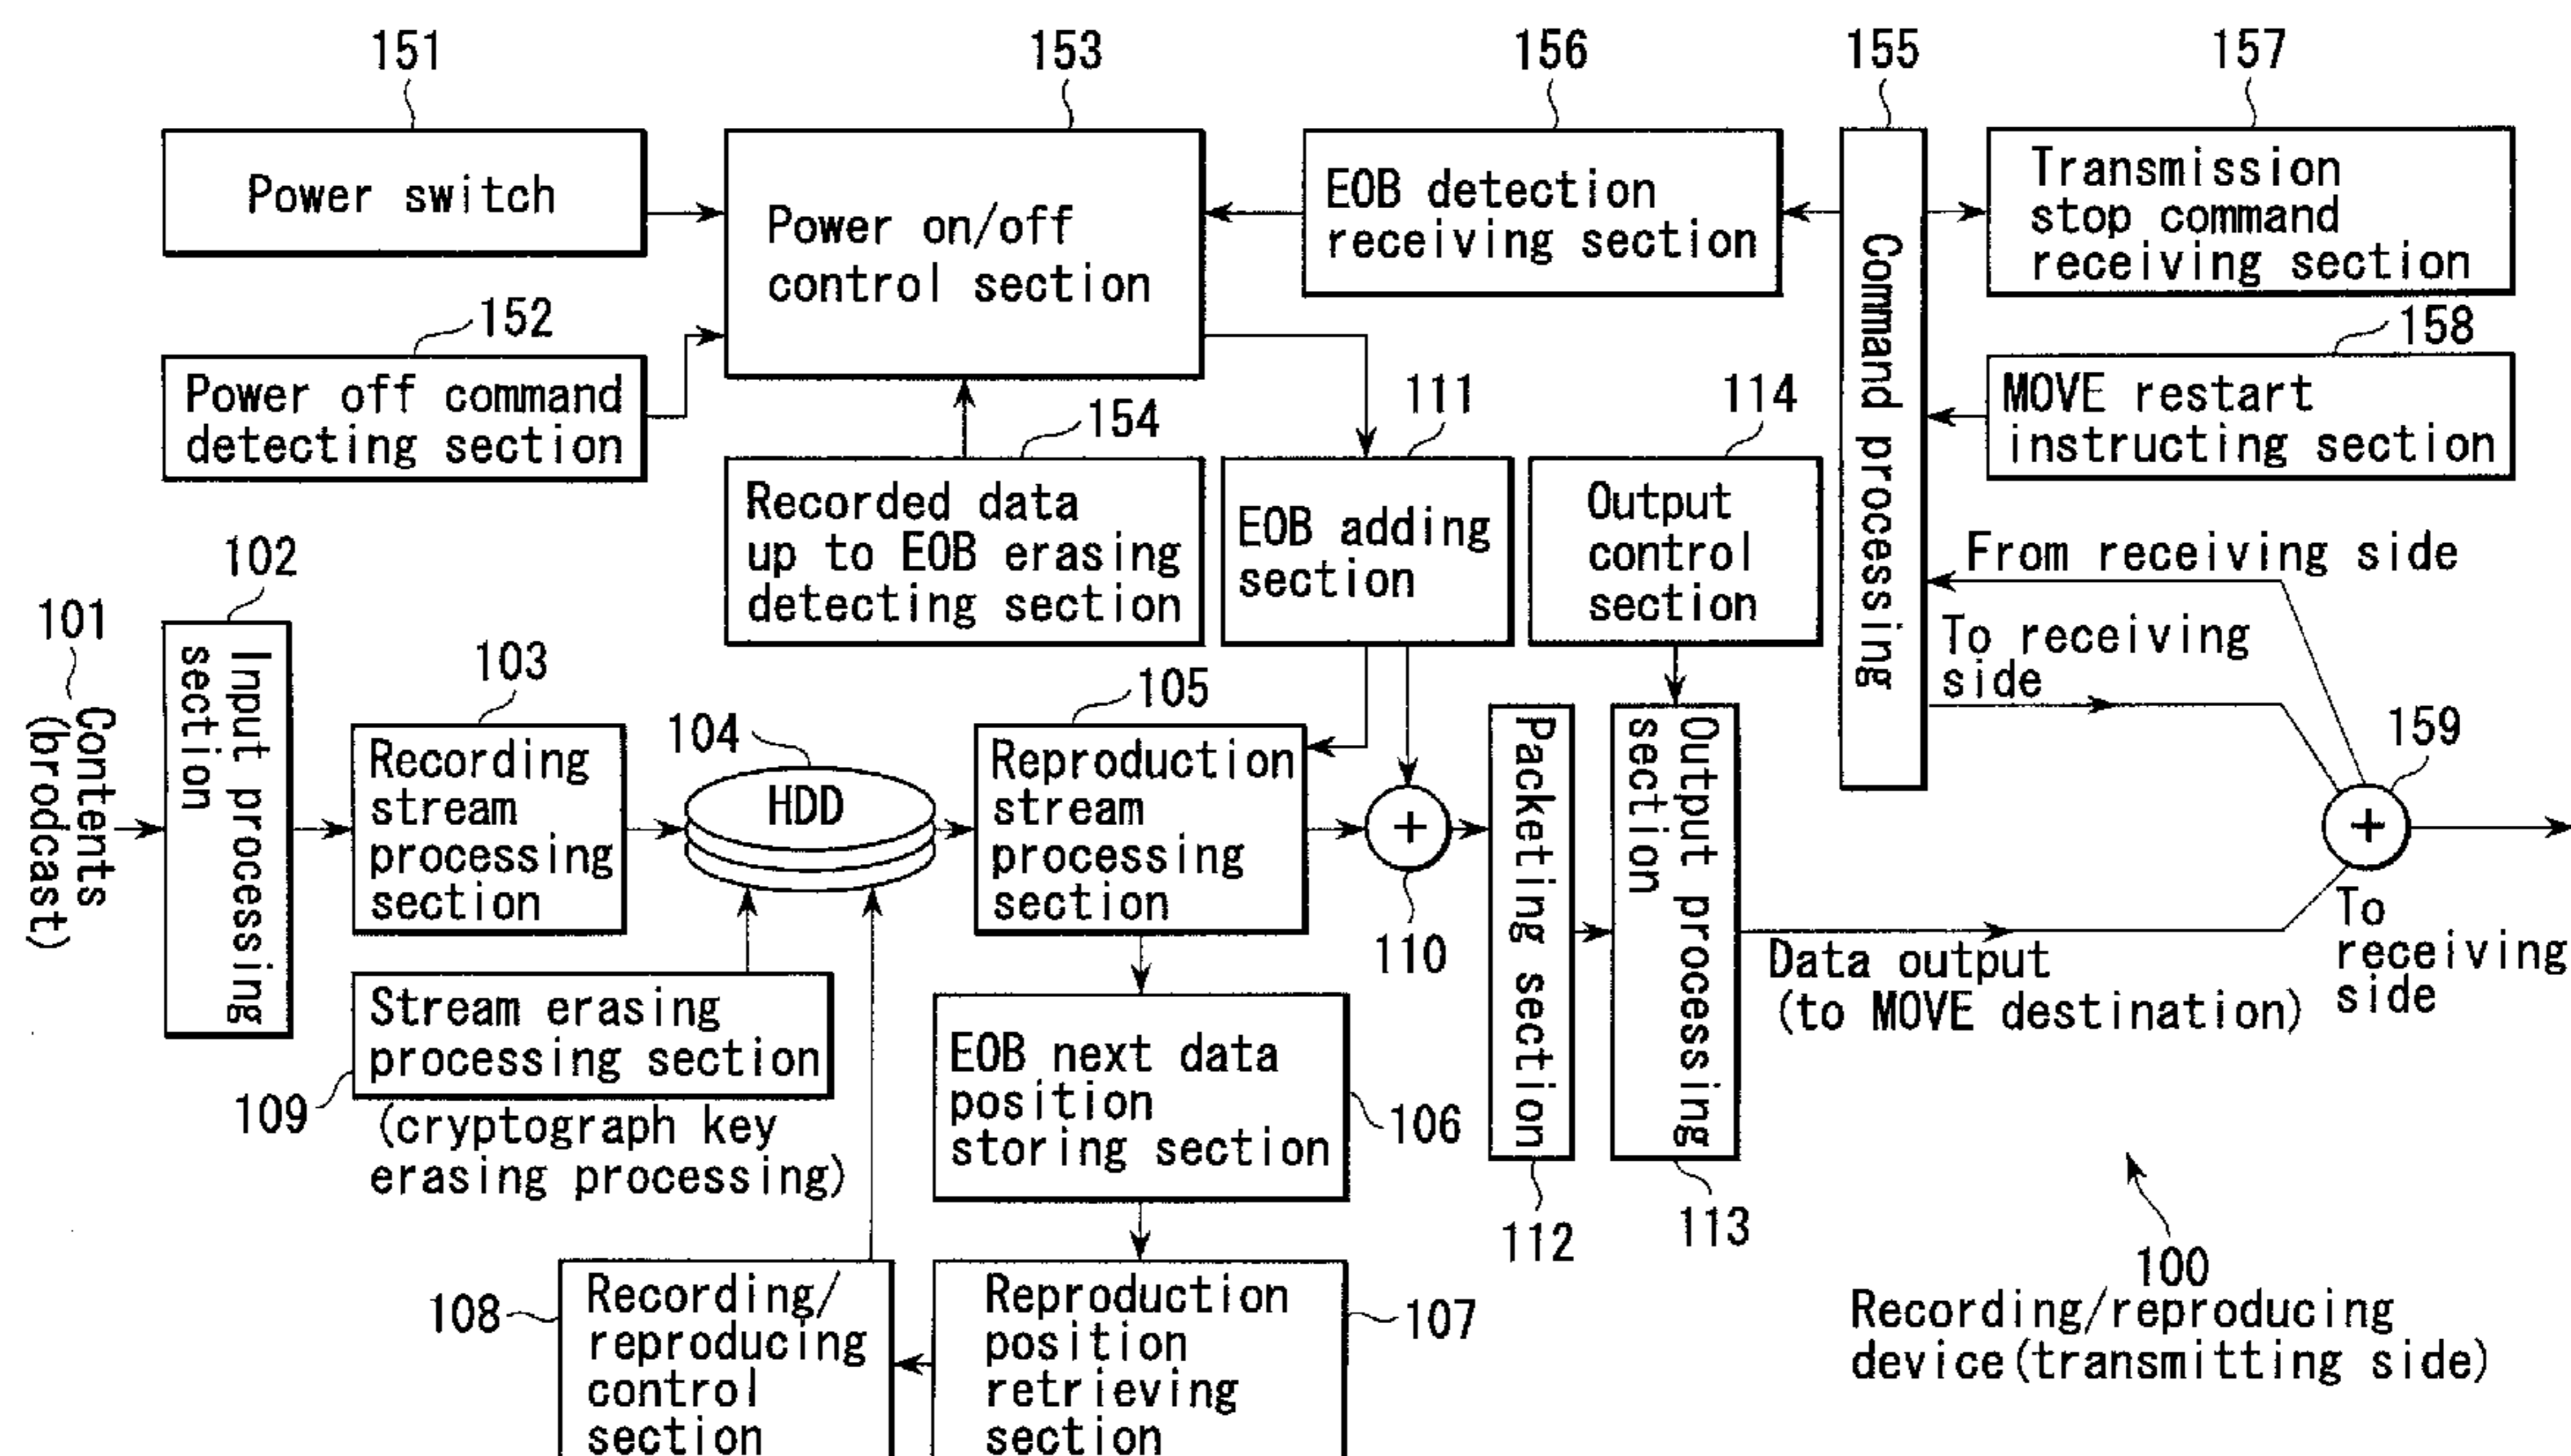 151
153
156
155
157
Power switch
Power on/off
control section
EOB detection
receiving section
Command processing
Transmission
stop command
receiving section
152
158
Power off command
detecting section
MOVE restart
instructing section
154
111
114
Recorded data
up to EOB erasing
detecting section
EOB adding
section
Output
control
section
From receiving side
To receiving
side
159
101
Contents
(brodcast)
102
Input processing
section
103
Recording
stream
processing
section
104
HDD
105
Reproduction
stream
processing
section
+
110
Packeting section
112
Output processing
section
113
+
To
receiving
side
Data output
(to MOVE destination)
Stream erasing
processing section
109
(cryptograph key
erasing processing)
EOB next data
position
storing section
106
108
Recording/
reproducing
control
section
Reproduction
position
retrieving
section
107
100
Recording/reproducing
device(transmitting side)